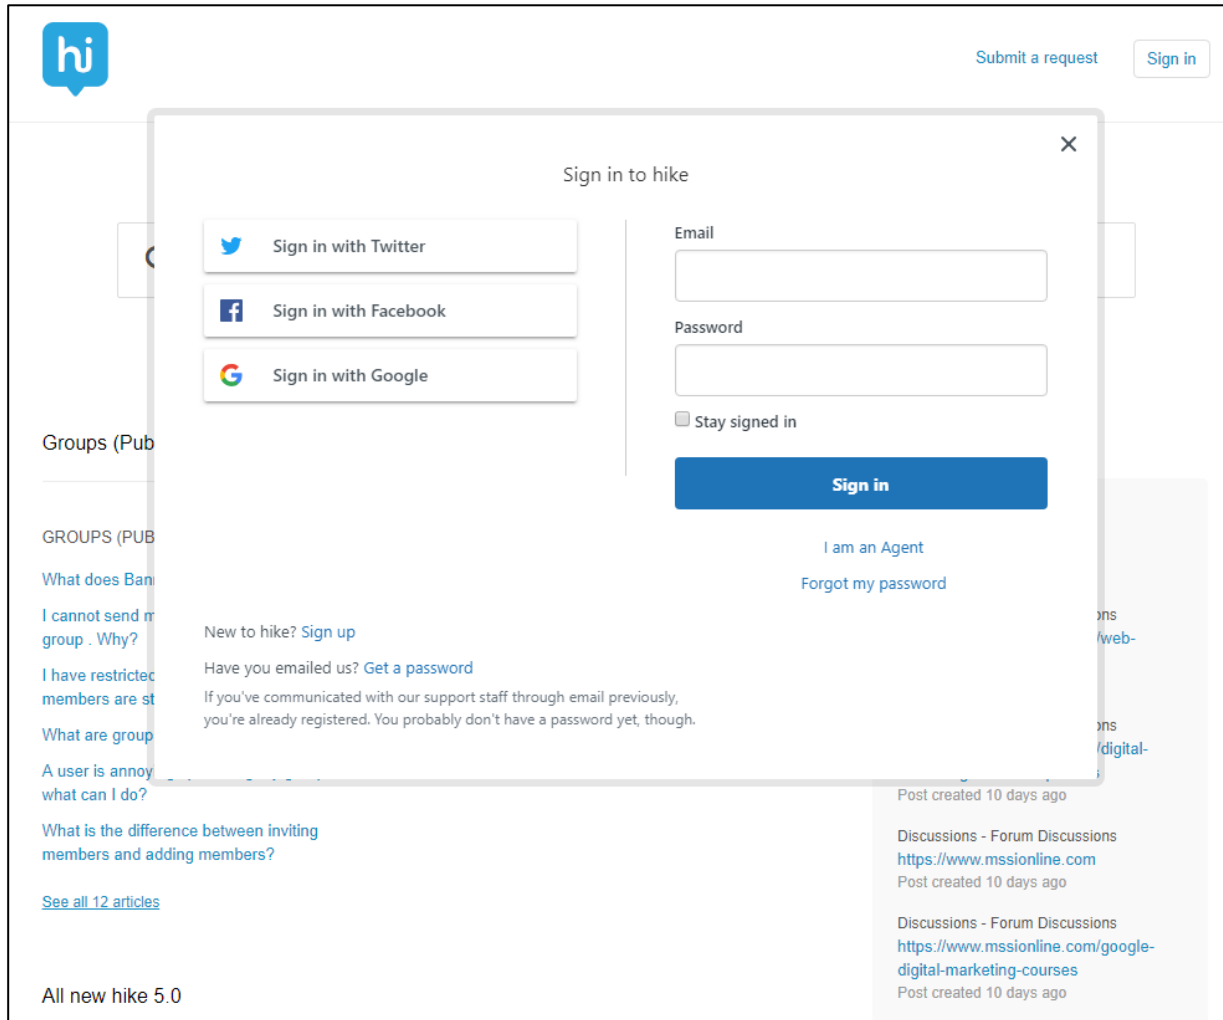 hi
Submit a request
Sign in
Sign in to hike
Sign in with Twitter
Sign in with Facebook
Sign in with Google
Email
Password
Stay signed in
Sign in
I am an Agent
Forgot my password
New to hike? Sign up
Have you emailed us? Get a password
If you've communicated with our support staff through email previously,
you're already registered. You probably don't have a password yet, though.
Groups (Pub
GROUPS (PUB
What does Ban
I cannot send m
group . Why?
I have restricted
members are st
What are group
A user is annoy
what can I do?
What is the difference between inviting
members and adding members?
See all 12 articles
All new hike 5.0
ons
/web-
ons
/digital-
Post created 10 days ago
Discussions - Forum Discussions
https://www.mssionline.com
Post created 10 days ago
Discussions - Forum Discussions
https://www.mssionline.com/google-
digital-marketing-courses
Post created 10 days ago